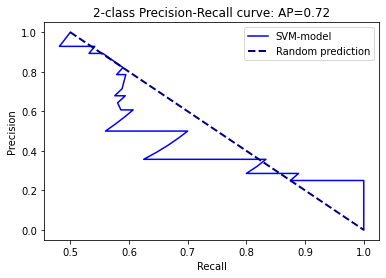 2-class Precision-Recall curve: AP=0.72
SVM-model
Random prediction
Precision
1.0
0.8
0.6
0.4
0.2
0.0
0.5
0.6
0.7
0.8
0.9
1.0
Recall